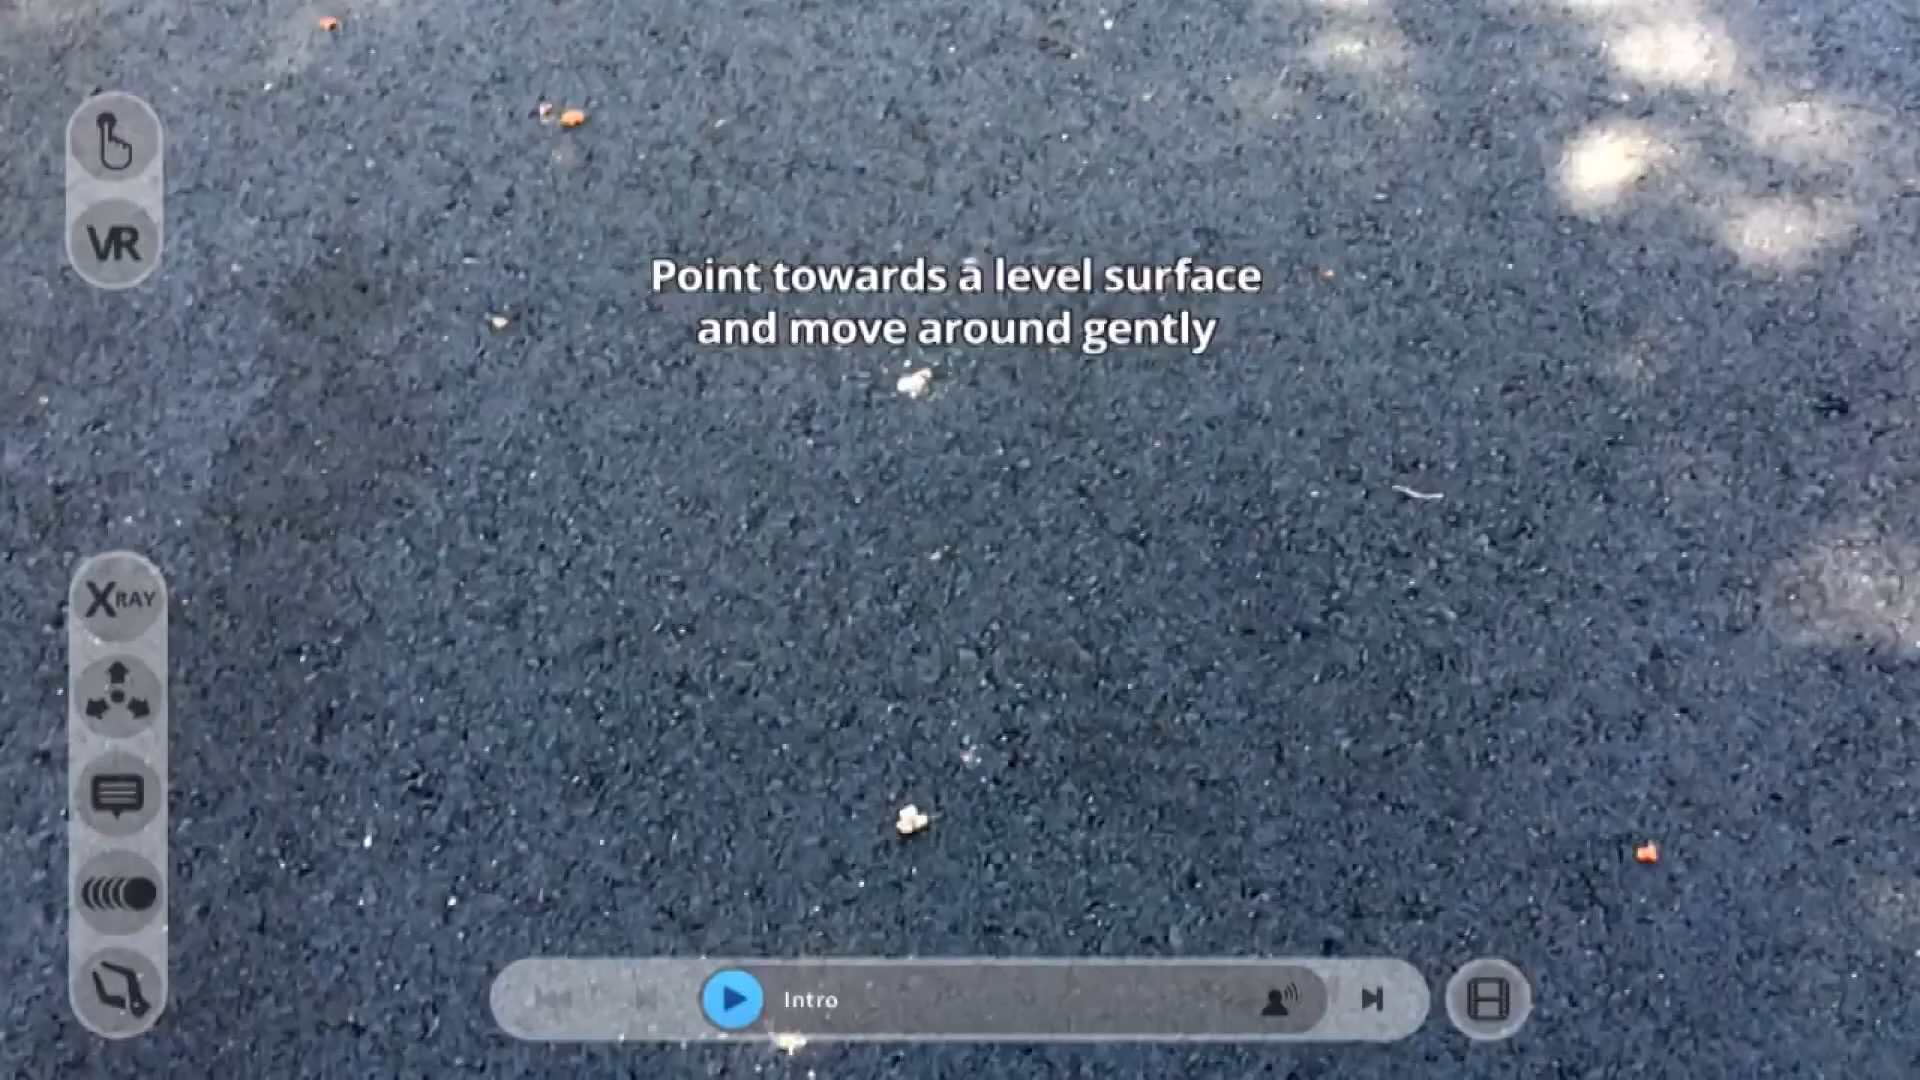 VR
Point towards a level surface
and move around gently
XRAY
Intro